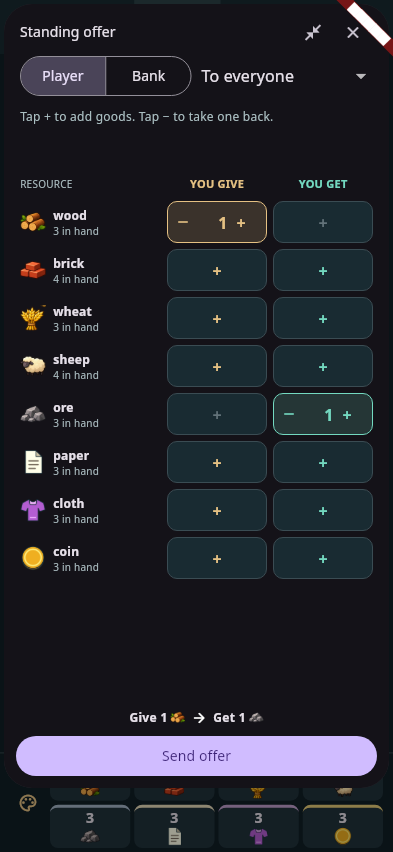 Standing offer
Player Bank To everyone
Tap + to add goods. Tap − to take one back.
RESOURCE YOU GIVE YOU GET
wood
3 in hand
− 1 + +
brick
4 in hand
+ +
wheat
3 in hand
+ +
sheep
4 in hand
+ +
ore
3 in hand
+ − 1 +
paper
3 in hand
+ +
cloth
3 in hand
+ +
coin
3 in hand
+ +
Give 1 → Get 1
Send offer
3 3 3 3